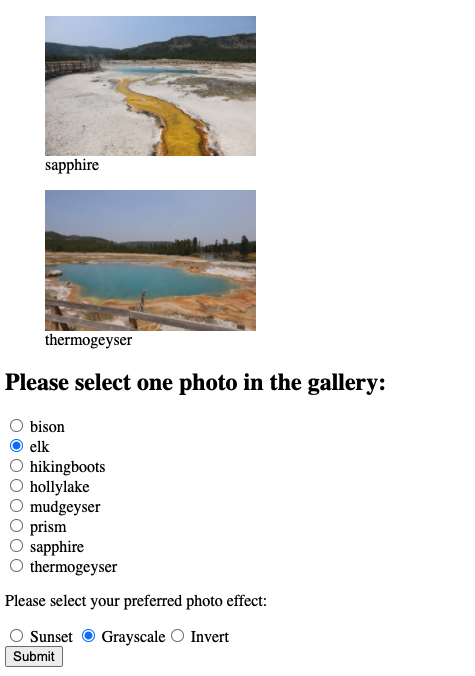 sapphire
thermogeyser
Please select one photo in the gallery:
bison
elk
hikingboots
hollylake
mudgeyser
prism
sapphire
thermogeyser
Please select your preferred photo effect:
Sunset Grayscale Invert
Submit